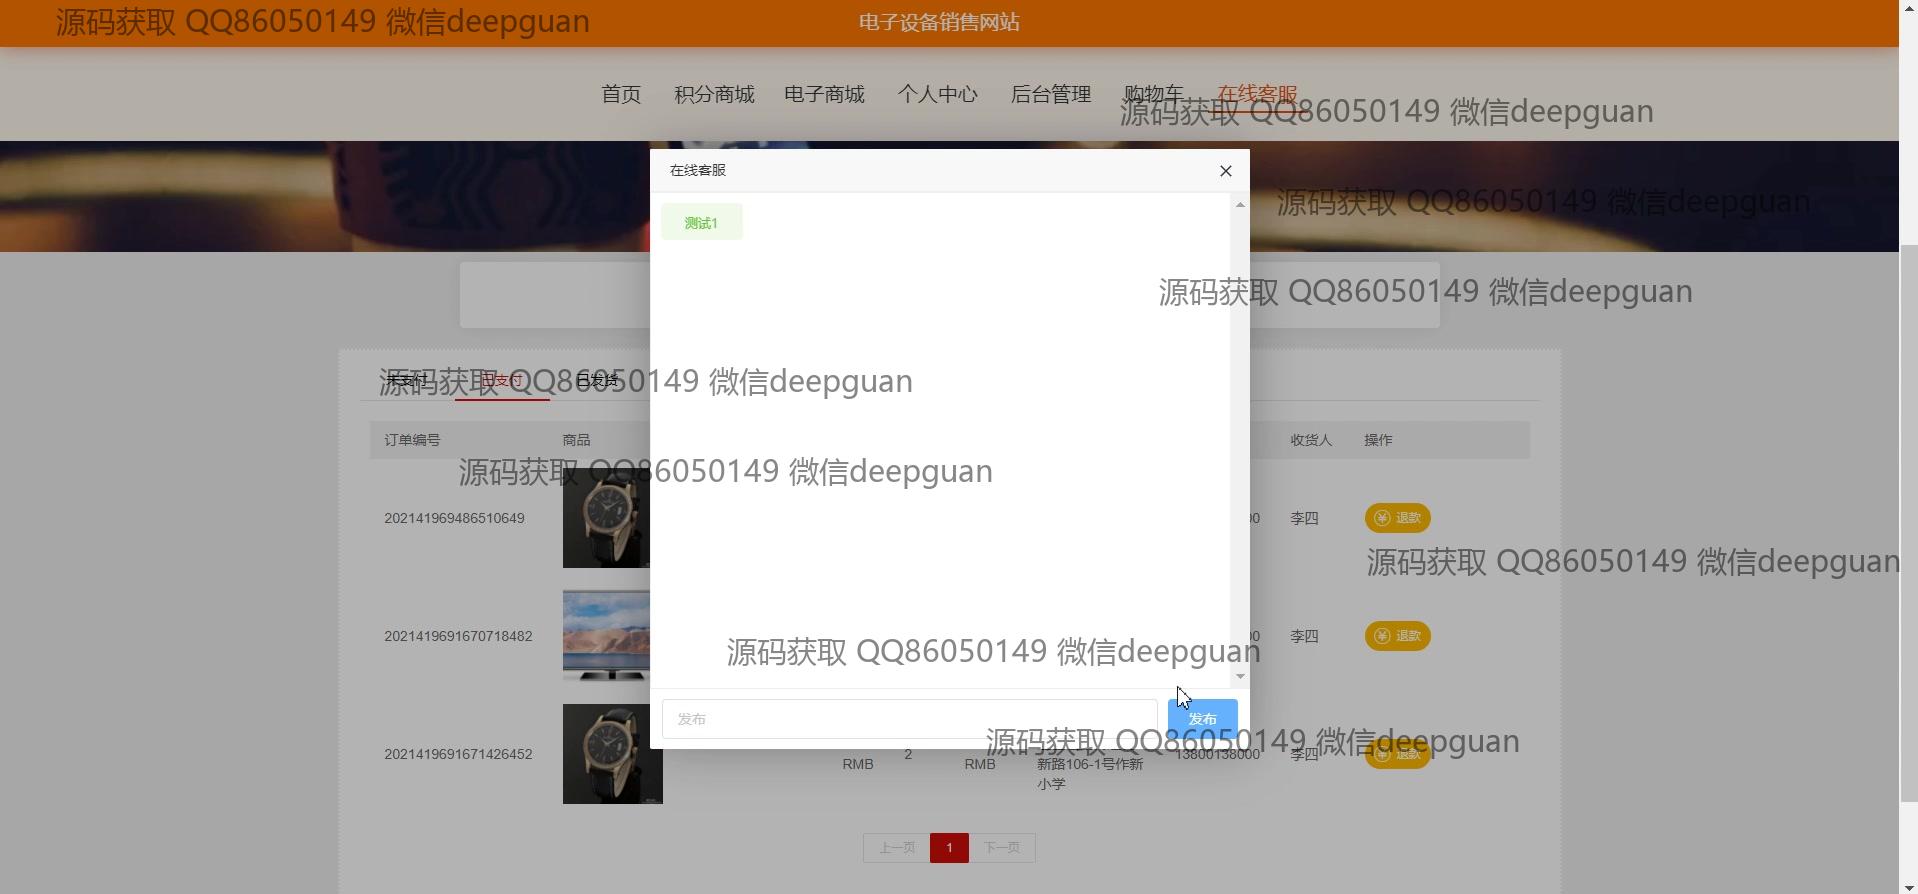 源码获取 QQ86050149 微信deepguan
电子设备销售网站
首页 积分商城 电子商城 个人中心 后台管理 购物车 在线客服
源码获取 QQ86050149 微信deepguan
在线客服
源码获取 QQ86050149 微信deepguan
测试1
源码获取 QQ86050149 微信deepguan
未支付 已支付 已发货
源码获取 QQ86050149 微信deepguan
订单编号 商品 收货人 操作
源码获取 QQ86050149 微信deepguan
202141969486510649 00 李四 退款
源码获取 QQ86050149 微信deepguan
2021419691670718482 00 李四 退款
源码获取 QQ86050149 微信deepguan
发布 发布
源码获取 QQ86050149 微信deepguan
2021419691671426452 2 13800138000 李四 退款
RMB RMB 新路106-1号作新
小学
上一页 1 下一页